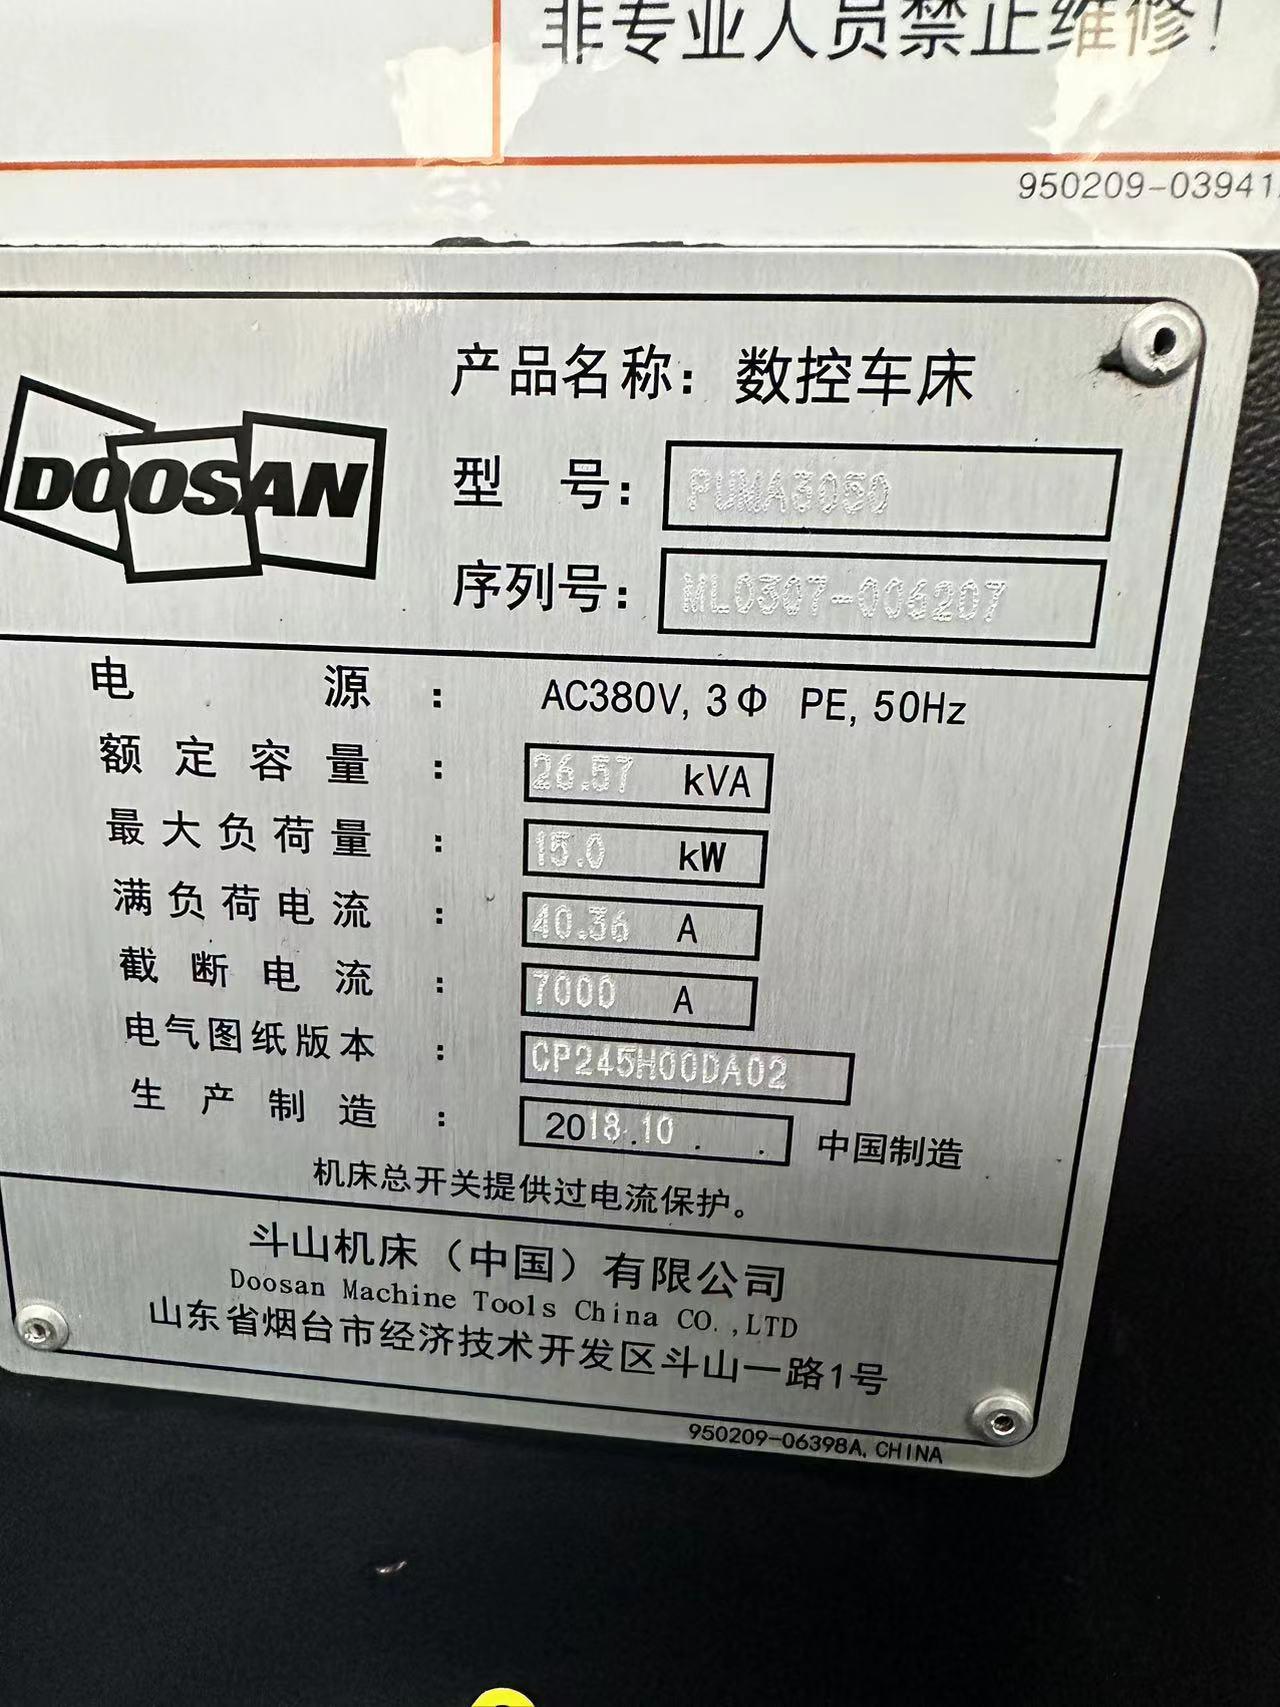 非专业人员禁止维修!
950209-03941
DOOSAN
产品名称: 数控车床
型 号: PUMA3050
序列号: ML0307-006207
电 源 : AC380V, 3Φ PE, 50Hz
额定容量 : 26.57 kVA
最大负荷量 : 15.0 kW
满负荷电流 : 40.36 A
截断电流 : 7000 A
电气图纸版本 : CP245H00DA02
生产制造 : 2018.10 . . 中国制造
机床总开关提供过电流保护。
斗山机床(中国)有限公司
Doosan Machine Tools China CO.,LTD
山东省烟台市经济技术开发区斗山一路1号
950209-06398A, CHINA